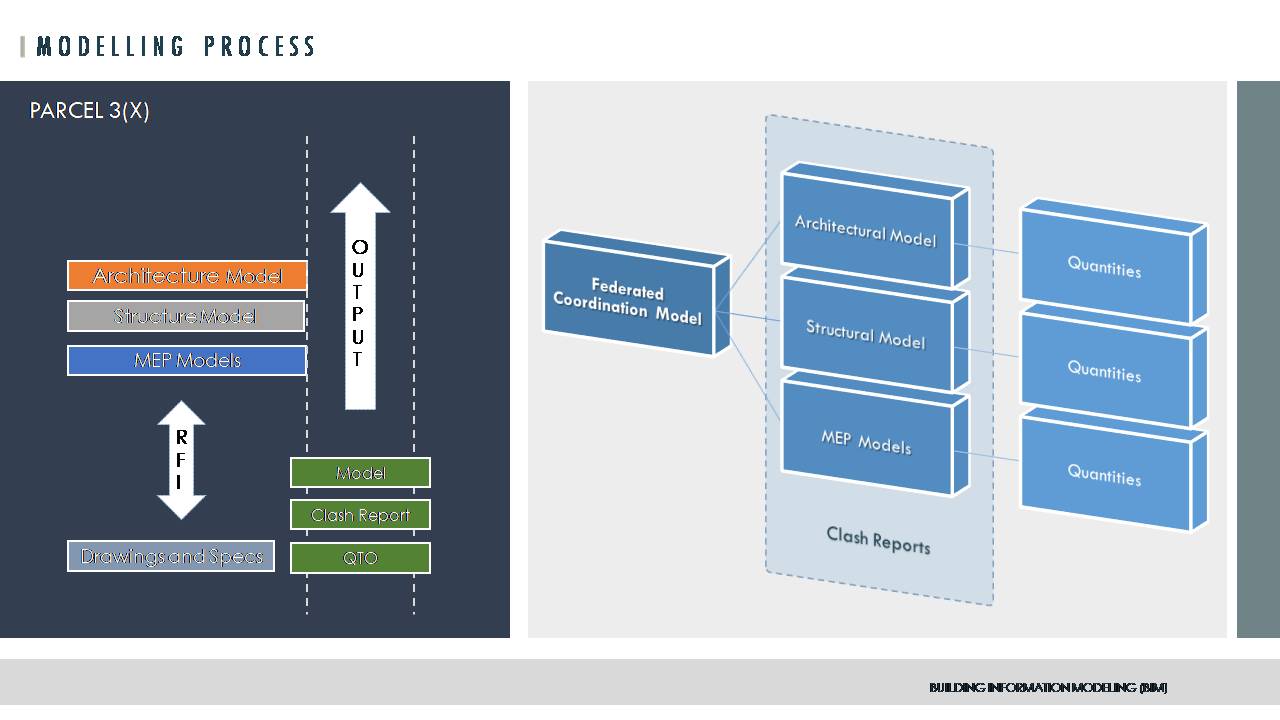 MODELLING PROCESS
PARCEL 3(X)
Architecture Model
Structure Model
MEP Models
OUTPUT
RFI
Model
Clash Report
QTO
Drawings and Specs
Federated
Coordination Model
Architectural Model
Structural Model
MEP Models
Clash Reports
Quantities
Quantities
Quantities
BUILDING INFORMATION MODELING (BIM)